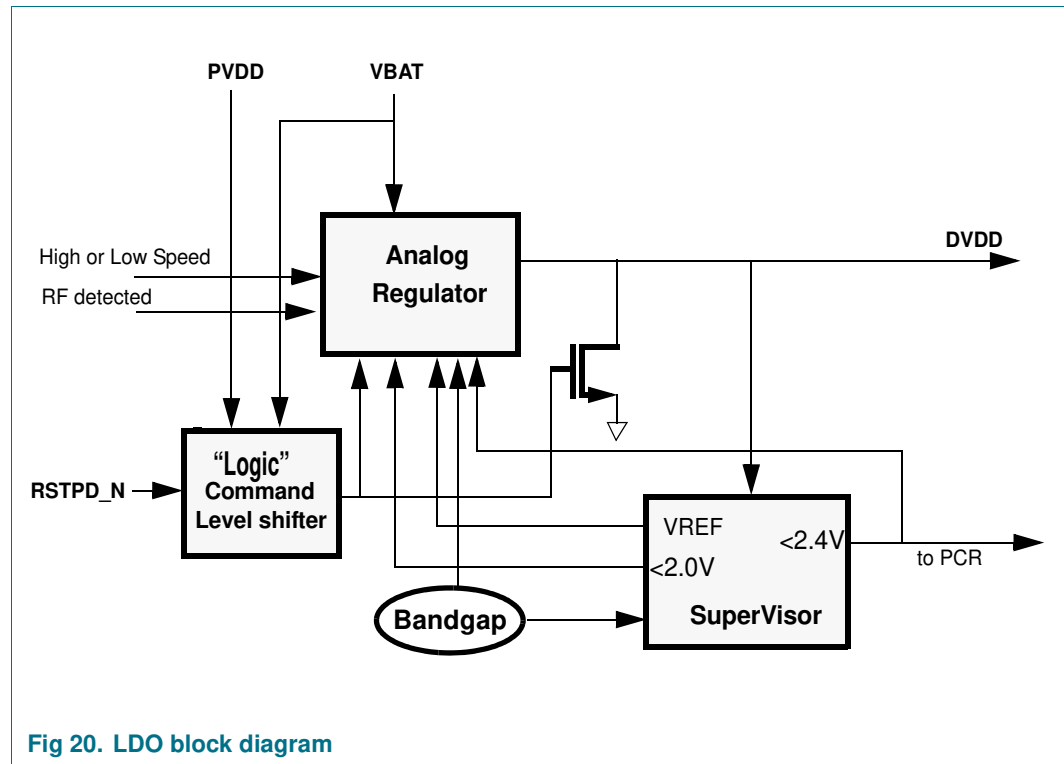 PVDD
VBAT
High or Low Speed
RF detected
Analog
Regulator
DVDD
RSTPD_N
“Logic”
Command
Level shifter
VREF
<2.4V
<2.0V
SuperVisor
to PCR
Bandgap
Fig 20. LDO block diagram